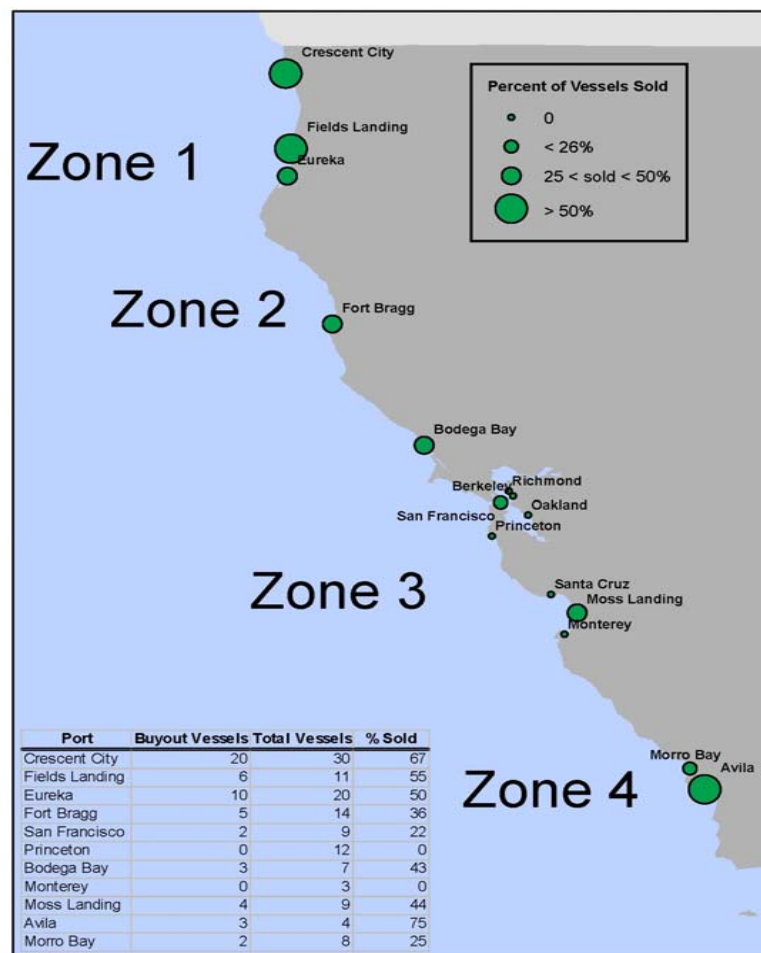 Crescent City
Percent of Vessels Sold
0
< 26%
25 < sold < 50%
> 50%
Fields Landing
Zone 1
Eureka
Zone 2
Fort Bragg
Bodega Bay
Berkeley Richmond
Oakland
San Francisco
Princeton
Zone 3
Santa Cruz
Moss Landing
Monterey
Morro Bay
Avila
Zone 4
Port Buyout Vessels Total Vessels % Sold
Crescent City 20 30 67
Fields Landing 6 11 55
Eureka 10 20 50
Fort Bragg 5 14 36
San Francisco 2 9 22
Princeton 0 12 0
Bodega Bay 3 7 43
Monterey 0 3 0
Moss Landing 4 9 44
Avila 3 4 75
Morro Bay 2 8 25